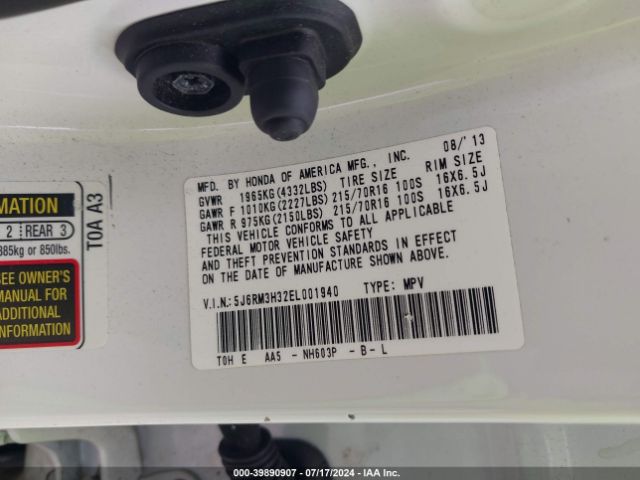 MFD. BY HONDA OF AMERICA MFG., INC. 08/'13
GVWR 1965KG(4332LBS) TIRE SIZE RIM SIZE
GAWR F 1010KG(2227LBS) 215/70R16 100S 16X6.5J
GAWR R 975KG(2150LBS) 215/70R16 100S 16X6.5J
THIS VEHICLE CONFORMS TO ALL APPLICABLE
FEDERAL MOTOR VEHICLE SAFETY
AND THEFT PREVENTION STANDARDS IN EFFECT
ON THE DATE OF MANUFACTURE SHOWN ABOVE.
V.I.N.:5J6RM3H32EL001940 TYPE: MPV
TOH E AA5 - NH603P - B - L
MATION
2 REAR 3
385kg or 850lbs.
SEE OWNER'S
MANUAL FOR
ADDITIONAL
INFORMATION
T0A A3
000-39890907 - 07/17/2024 - IAA Inc.